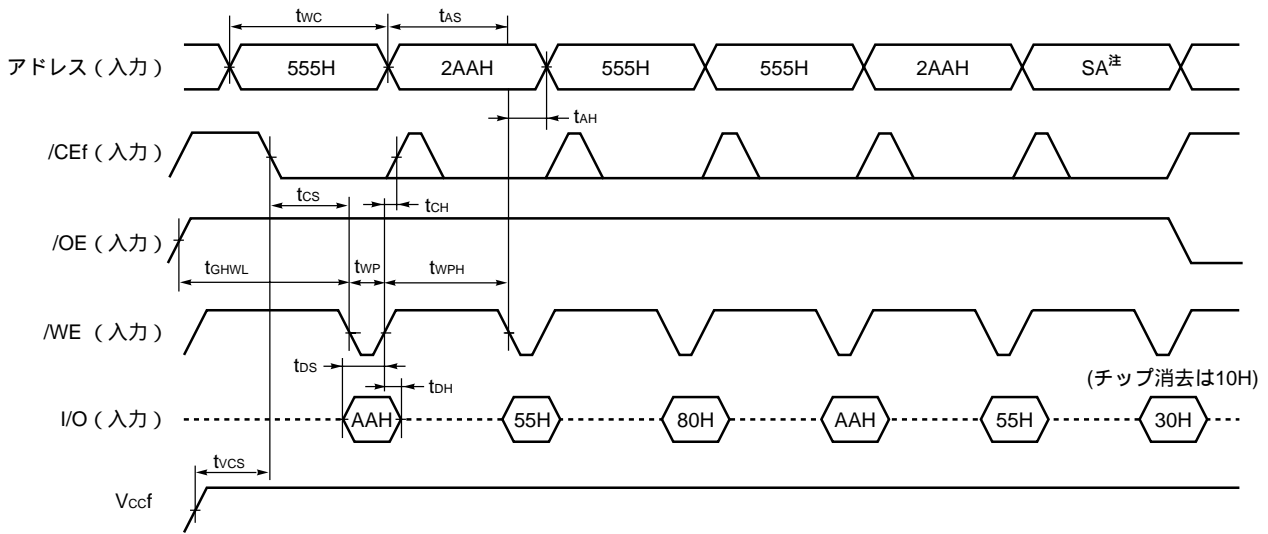 tWC tAS
アドレス（入力） 555H 2AAH 555H 555H 2AAH SA注
tAH
/CEf（入力）
tCS tCH
/OE（入力）
tGHWL tWP tWPH
/WE （入力）
tDS tDH
(チップ消去は10H)
I/O（入力） AAH 55H 80H AAH 55H 30H
tVCS
Vccf